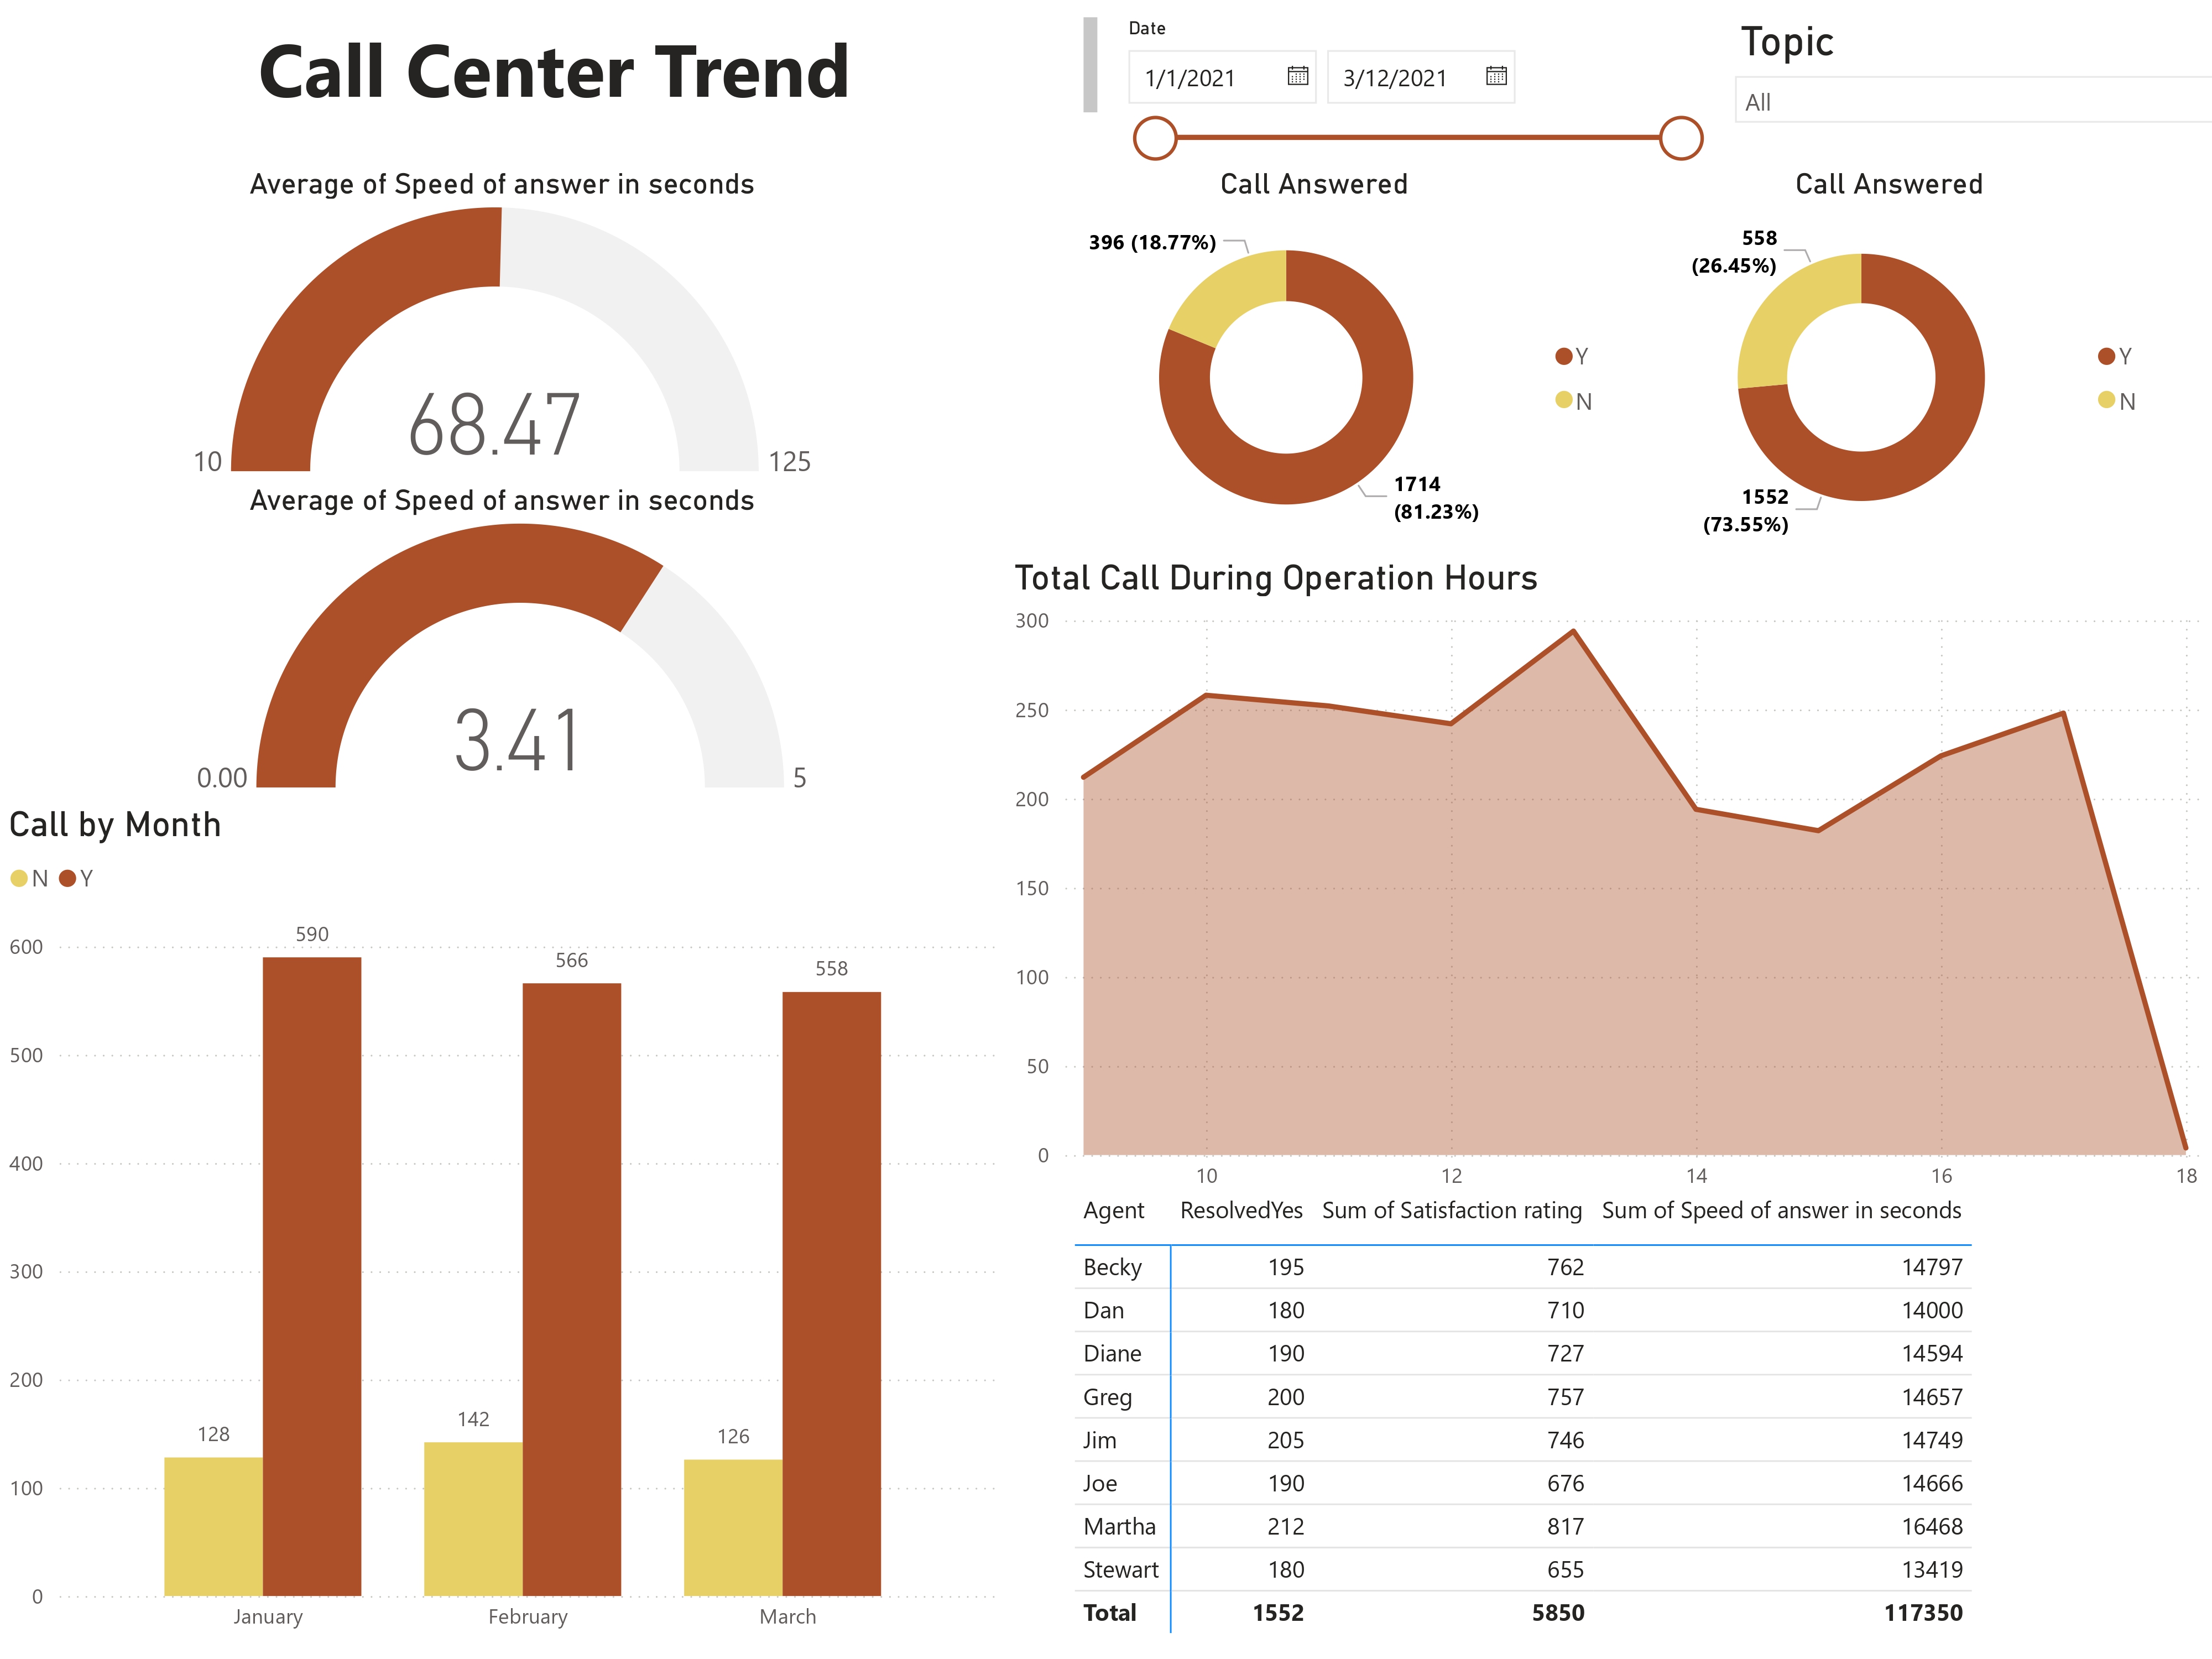 Call Center Trend
Date
1/1/2021
3/12/2021
Topic
All
Average of Speed of answer in seconds
68.47
10
125
Average of Speed of answer in seconds
3.41
0.00
5
Call Answered
396 (18.77%)
1714
(81.23%)
Y
N
Call Answered
558
(26.45%)
1552
(73.55%)
Y
N
Call by Month
N Y
600
500
400
300
200
100
0
128
590
142
566
126
558
January February March
Total Call During Operation Hours
300
250
200
150
100
50
0
10 12 14 16 18
Agent ResolvedYes Sum of Satisfaction rating Sum of Speed of answer in seconds
Becky 195 762 14797
Dan 180 710 14000
Diane 190 727 14594
Greg 200 757 14657
Jim 205 746 14749
Joe 190 676 14666
Martha 212 817 16468
Stewart 180 655 13419
Total 1552 5850 117350